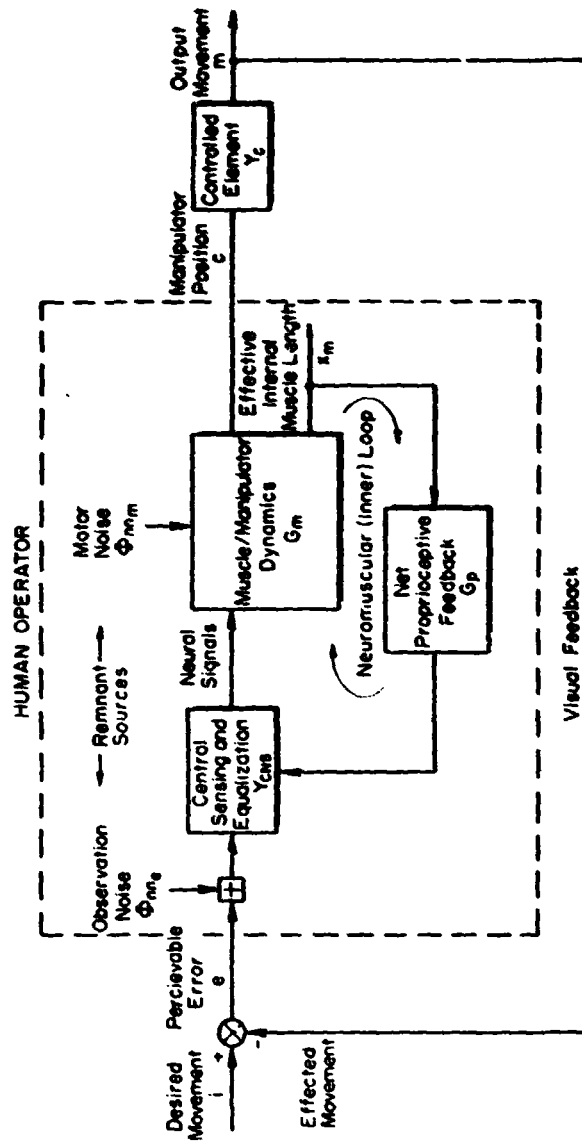 HUMAN OPERATOR
Desired
Movement
i
+
-
Effected
Movement
Percievable
Error
e
Observation
Noise
Φnne
+
Remnant
Sources
Central
Sensing and
Equalization
YCNS
Neural
Signals
Motor
Noise
Φnnm
Muscle/Manipulator
Dynamics
Gm
Effective
Internal
Muscle Length
xm
Neuromuscular (Inner) Loop
Net
Proprioceptive
Feedback
Gp
Manipulator
Position
c
Controlled
Element
Yc
Output
Movement
m
Visual Feedback